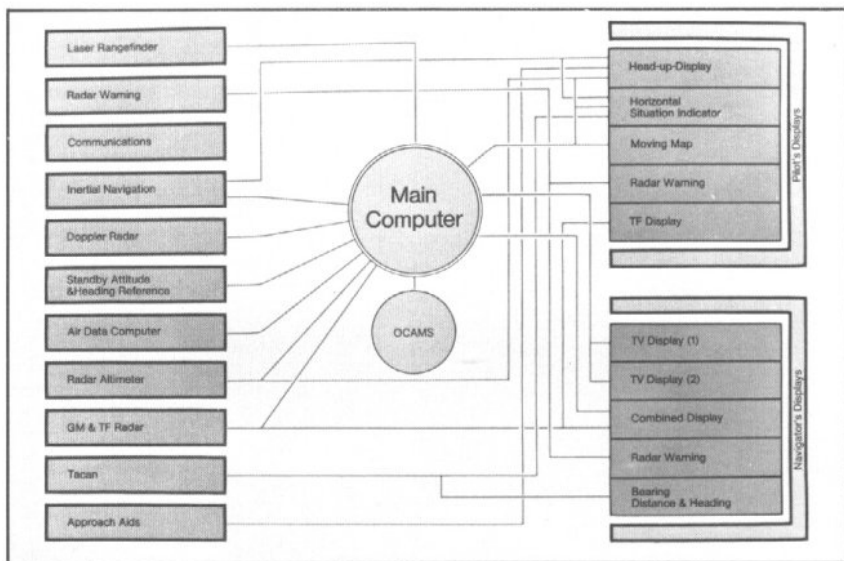 Laser Rangefinder
Radar Warning
Communications
Inertial Navigation
Doppler Radar
Standby Attitude
&Heading Reference
Air Data Computer
Radar Altimeter
GM & TF Radar
Tacan
Approach Aids
Main
Computer
OCAMS
Head-up-Display
Horizontal
Situation Indicator
Moving Map
Radar Warning
TF Display
Pilot's Displays
TV Display (1)
TV Display (2)
Combined Display
Radar Warning
Bearing
Distance & Heading
Navigator's Displays